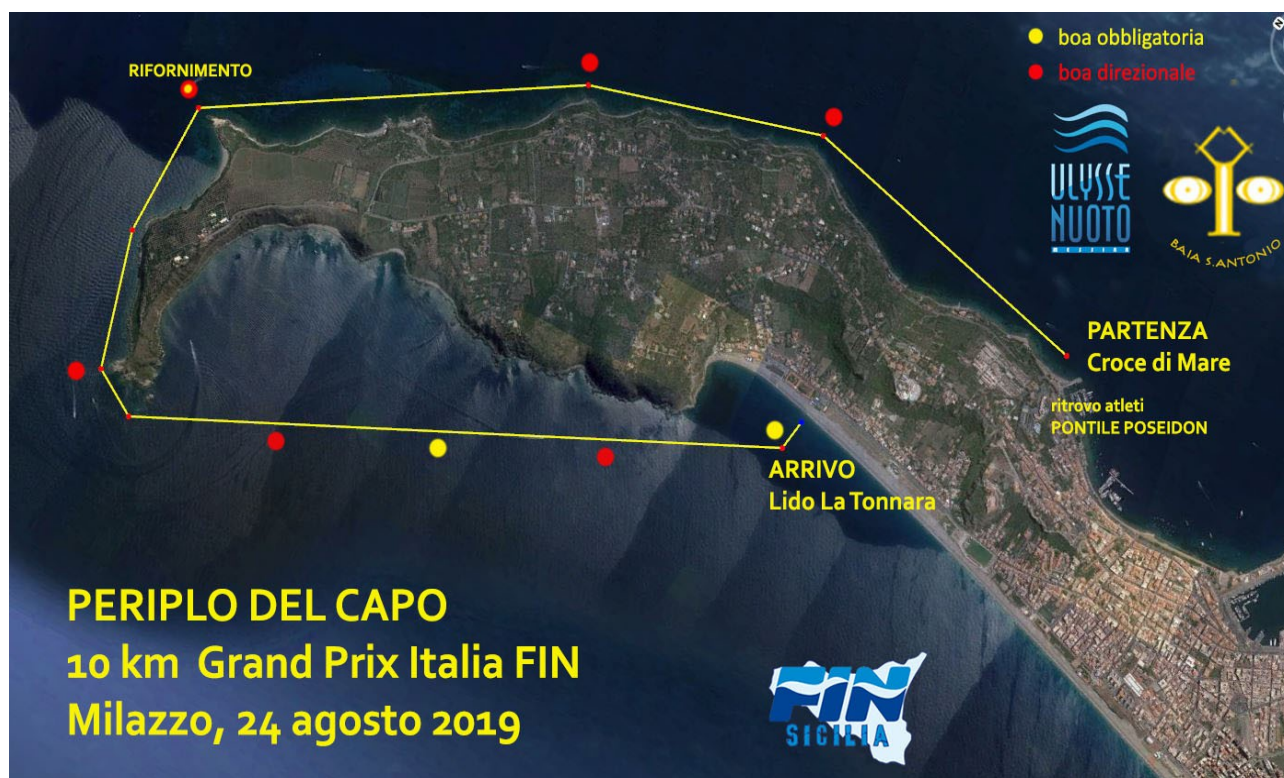 RIFORNIMENTO
boa obbligatoria
boa direzionale
ULYSSE
NUOTO
MESSINA
BAIA S.ANTONIO
PARTENZA
Croce di Mare
ritrovo atleti
PONTILE POSEIDON
ARRIVO
Lido La Tonnara
PERIPLO DEL CAPO
10 km Grand Prix Italia FIN
Milazzo, 24 agosto 2019
FIN
SICILIA
N